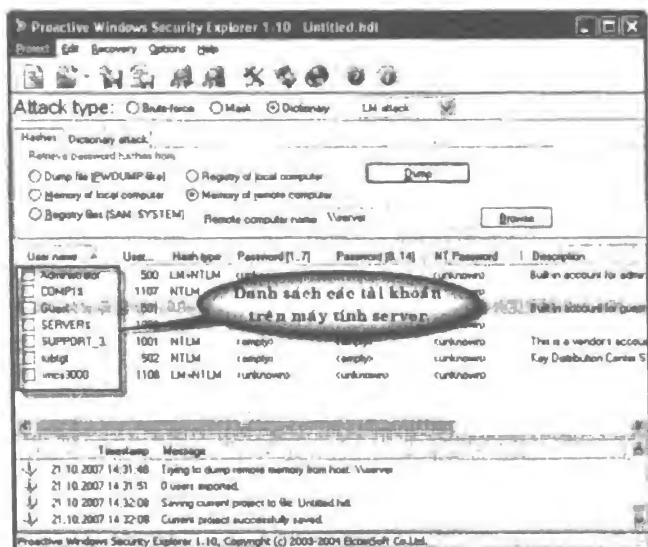 Proactive Windows Security Explorer 1.10 Untitled.hdt
Project Edit Recovery Options Help
Attack type: Brute-force Mask Dictionary LM attack
Hashes Dictionary attack
Retrieve password hashes from
Dump file (PWDUMP file) Registry of local computer Dump
Memory of local computer Memory of remote computer
Registry files (SAM, SYSTEM) Remote computer name \\server Browse
User name User... Hash type Password [1..7] Password [8..14] NT Password Description
Administrator 500 LM+NTLM (unknown) Built-in account for admin
COMP1$ 1107 NTLM
Guest 501 Built-in account for guest
SERVER$
SUPPORT_3. 1001 NTLM (empty) (empty) (unknown) This is a vendor's accou
krbtgt 502 NTLM (empty) (empty) (unknown) Key Distribution Center S
vmcs3000 1108 LM+NTLM (unknown) (unknown) (unknown)
Danh sách các tài khoản
trên máy tính server
Timestamp Message
21.10.2007 14:31:48 Trying to dump remote memory from host: \\server
21.10.2007 14:31:51 0 users imported.
21.10.2007 14:32:08 Saving current project to file: Untitled.hdt
21.10.2007 14:32:08 Current project successfully saved.
Proactive Windows Security Explorer 1.10, Copyright (c) 2003-2004 ElcomSoft Co.Ltd.